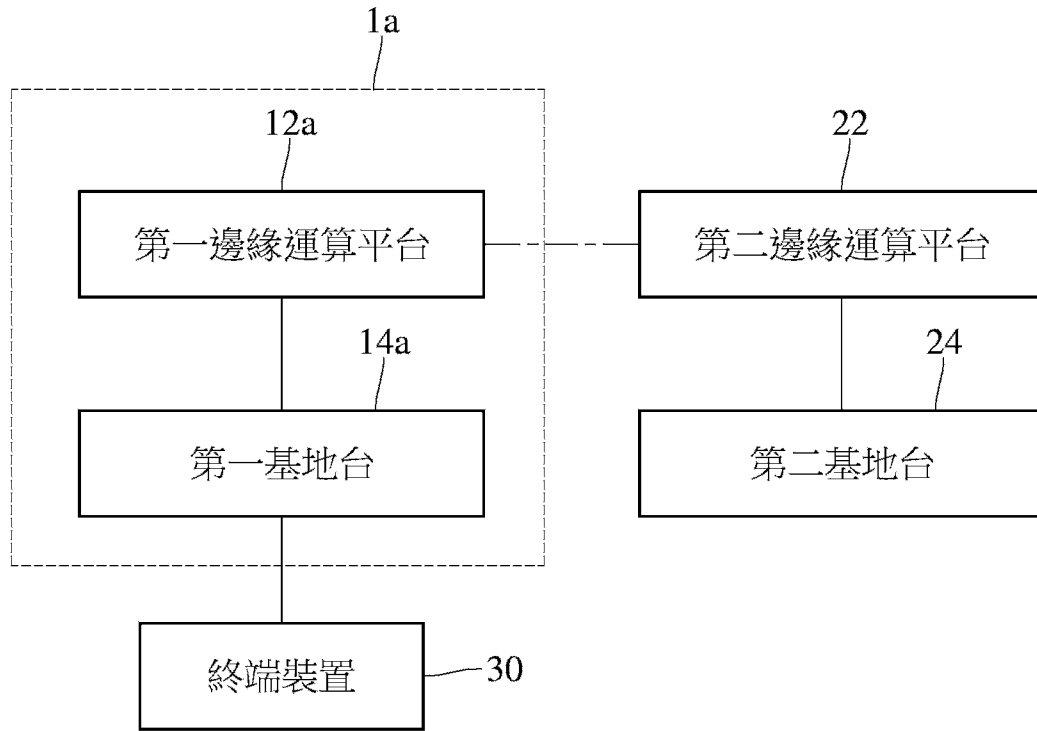 1a
12a
22
第一邊緣運算平台
第二邊緣運算平台
14a
24
第一基地台
第二基地台
終端裝置
30